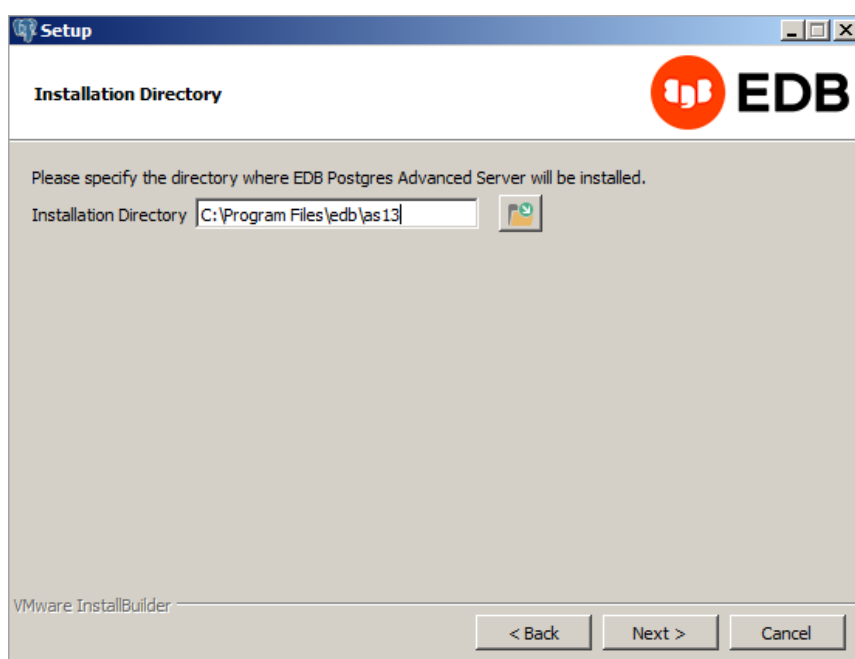 Setup
Installation Directory
EDB
Please specify the directory where EDB Postgres Advanced Server will be installed.
Installation Directory C:\Program Files\edb\as13
VMware InstallBuilder
< Back Next > Cancel